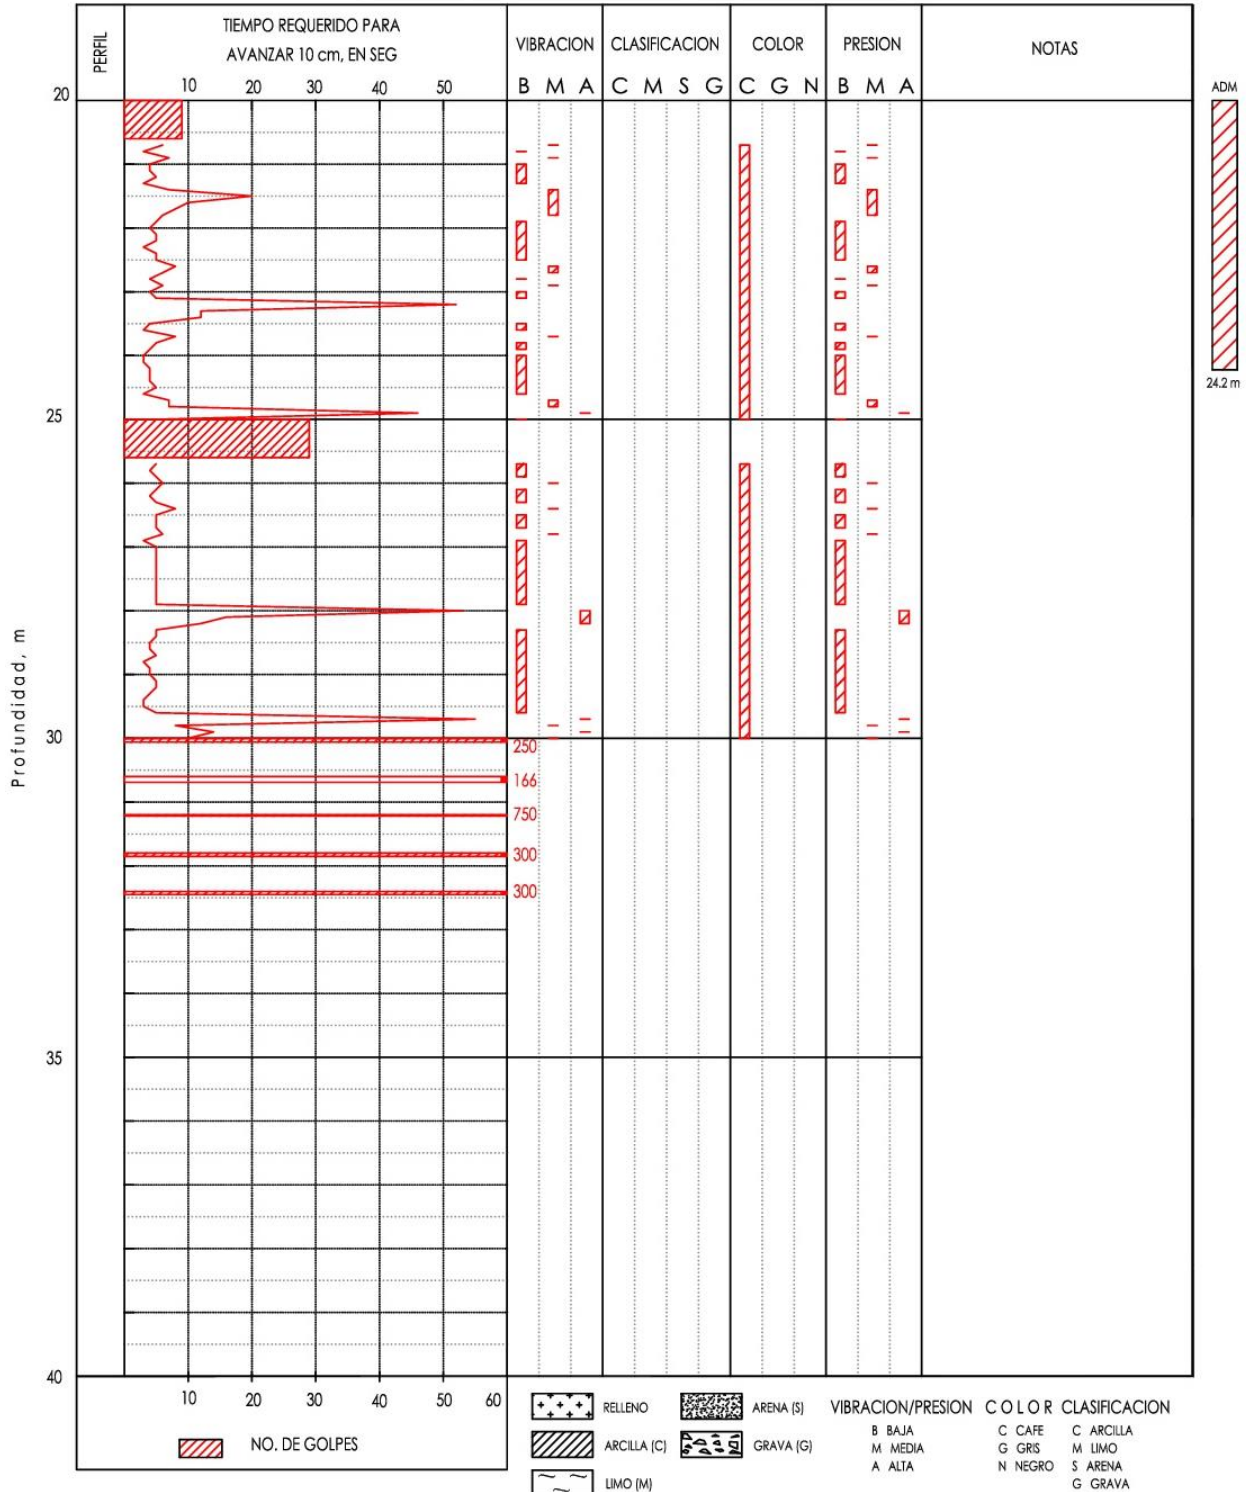 PERFIL
TIEMPO REQUERIDO PARA
AVANZAR 10 cm, EN SEG
10 20 30 40 50
VIBRACION
B M A
CLASIFICACION
C M S G
COLOR
C G N
PRESION
B M A
NOTAS
ADM
24.2 m
Profundidad, m
20
25
30
250
166
750
300
300
35
40
10 20 30 40 50 60
NO. DE GOLPES
RELLENO
ARCILLA (C)
LIMO (M)
ARENA (S)
GRAVA (G)
VIBRACION/PRESION
B BAJA
M MEDIA
A ALTA
COLOR
C CAFE
G GRIS
N NEGRO
CLASIFICACION
C ARCILLA
M LIMO
S ARENA
G GRAVA